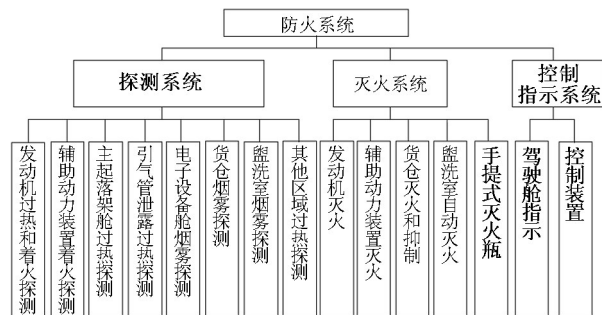 防火系统
探测系统
灭火系统
控制
指示系统
发动机过热和着火探测
辅助动力装置着火探测
主起落架舱过热探测
引气管泄露过热探测
电子设备舱烟雾探测
货仓烟雾探测
盥洗室烟雾探测
其他区域过热探测
发动机灭火
辅助动力装置灭火
货仓灭火和抑制
盥洗室自动灭火
手提式灭火瓶
驾驶舱指示
控制装置